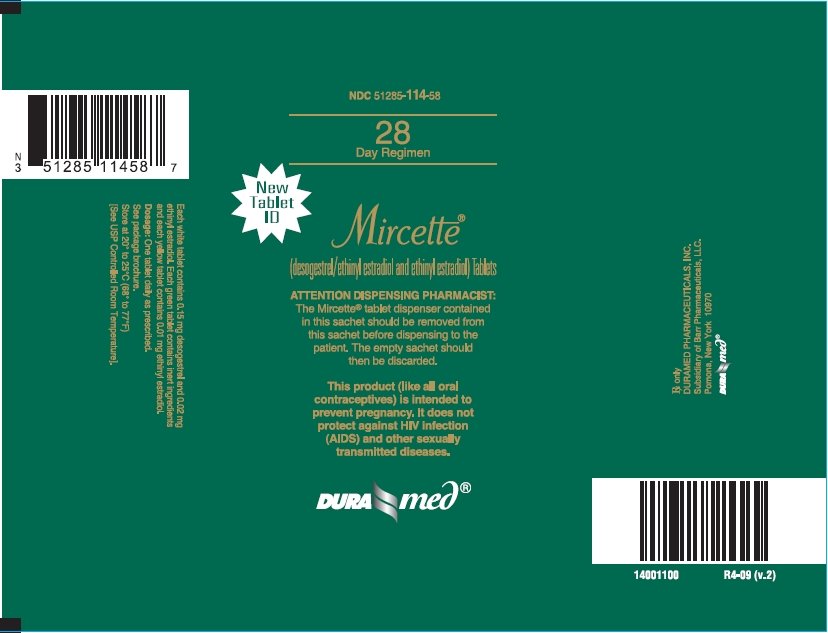 NDC 51285-114-58
28
Day Regimen
New
Tablet
ID
Mircette®
(desogestrel/ethinyl estradiol and ethinyl estradiol) Tablets
ATTENTION DISPENSING PHARMACIST:
The Mircette® tablet dispenser contained
in this sachet should be removed from
this sachet before dispensing to the
patient. The empty sachet should
then be discarded.
This product (like all oral
contraceptives) is intended to
prevent pregnancy. It does not
protect against HIV infection
(AIDS) and other sexually
transmitted diseases.
DURAmed®
N
3 51285 11458 7
Each white tablet contains 0.15 mg desogestrel and 0.02 mg
ethinyl estradiol. Each green tablet contains inert ingredients
and each yellow tablet contains 0.01 mg ethinyl estradiol.
Dosage: One tablet daily as prescribed.
See package brochure.
Store at 20° to 25°C (68° to 77°F)
[See USP Controlled Room Temperature].
℞ only
DURAMED PHARMACEUTICALS, INC.
Subsidiary of Barr Pharmaceuticals, LLC.
Pomona, New York 10970
DURAmed®
14001100 R4-09 (v.2)